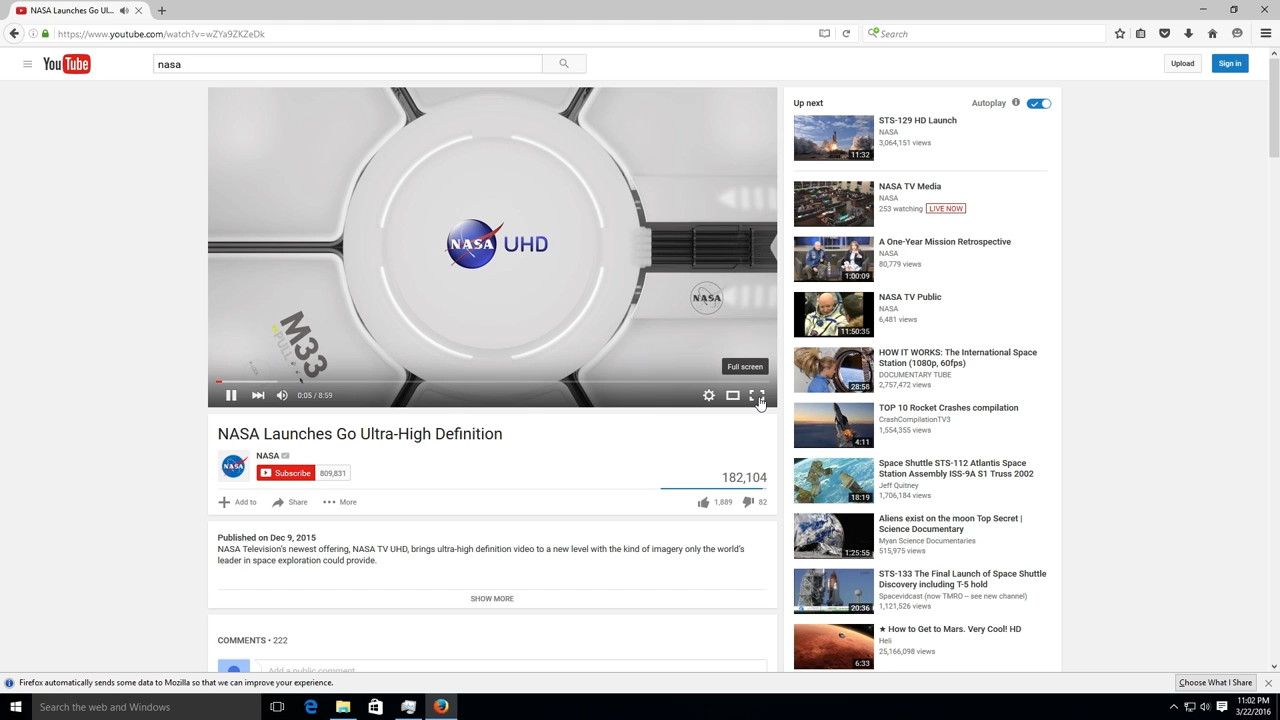 NASA Launches Go Ul...
https://www.youtube.com/watch?v=wZYa9ZKZeDk
Search
YouTube
nasa
Upload
Sign in
NASA UHD
NASA
M33
Full screen
0:05 / 8:59
NASA Launches Go Ultra-High Definition
NASA
NASA
Subscribe 809,831
182,104
Add to Share More
1,889 82
Published on Dec 9, 2015
NASA Television's newest offering, NASA TV UHD, brings ultra-high definition video to a new level with the kind of imagery only the world's
leader in space exploration could provide.
SHOW MORE
COMMENTS • 222
Add a public comment...
Up next
Autoplay
STS-129 HD Launch
NASA
3,064,151 views
11:32
NASA TV Media
NASA
253 watching LIVE NOW
A One-Year Mission Retrospective
NASA
80,779 views
1:00:09
NASA TV Public
NASA
6,481 views
11:50:35
HOW IT WORKS: The International Space
Station (1080p, 60fps)
DOCUMENTARY TUBE
2,757,472 views
28:58
TOP 10 Rocket Crashes compilation
CrashCompilationTV3
1,554,355 views
4:11
Space Shuttle STS-112 Atlantis Space
Station Assembly ISS-9A S1 Truss 2002
Jeff Quitney
1,706,184 views
18:19
Aliens exist on the moon Top Secret |
Science Documentary
Myan Science Documentaries
515,975 views
1:25:55
STS-133 The Final Launch of Space Shuttle
Discovery including T-5 hold
Spacevidcast (now TMRO – see new channel)
1,121,526 views
20:36
★ How to Get to Mars. Very Cool! HD
Heli
25,166,098 views
6:33
Firefox automatically sends some data to Mozilla so that we can improve your experience.
Choose What I Share
Search the web and Windows
11:02 PM
3/22/2016